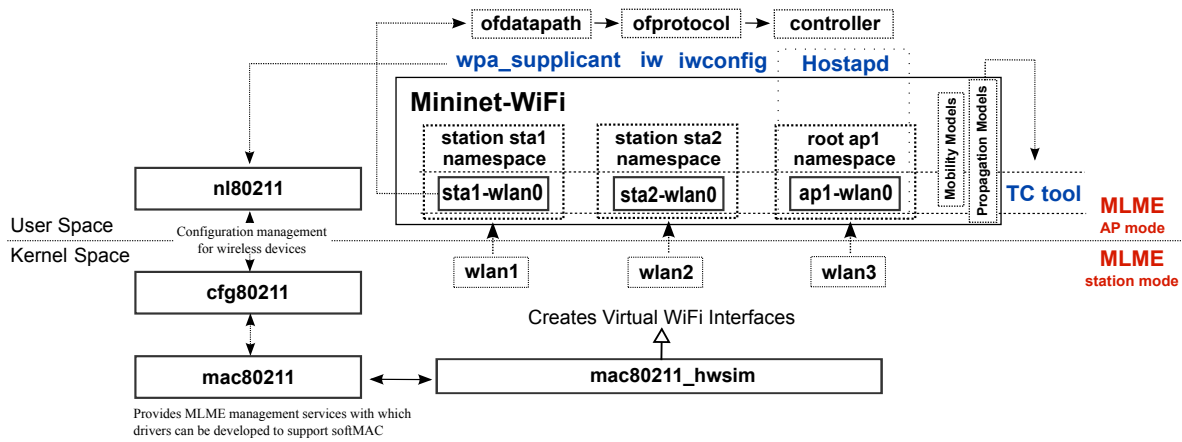 ofdatapath
ofprotocol
controller
wpa_supplicant
iw
iwconfig
Hostapd
Mininet-WiFi
station sta1
namespace
sta1-wlan0
station sta2
namespace
sta2-wlan0
root ap1
namespace
ap1-wlan0
Mobility Models
Propagation Models
TC tool
nl80211
MLME
AP mode
User Space
Configuration management
for wireless devices
Kernel Space
MLME
station mode
wlan1
wlan2
wlan3
cfg80211
Creates Virtual WiFi Interfaces
mac80211
mac80211_hwsim
Provides MLME management services with which
drivers can be developed to support softMAC